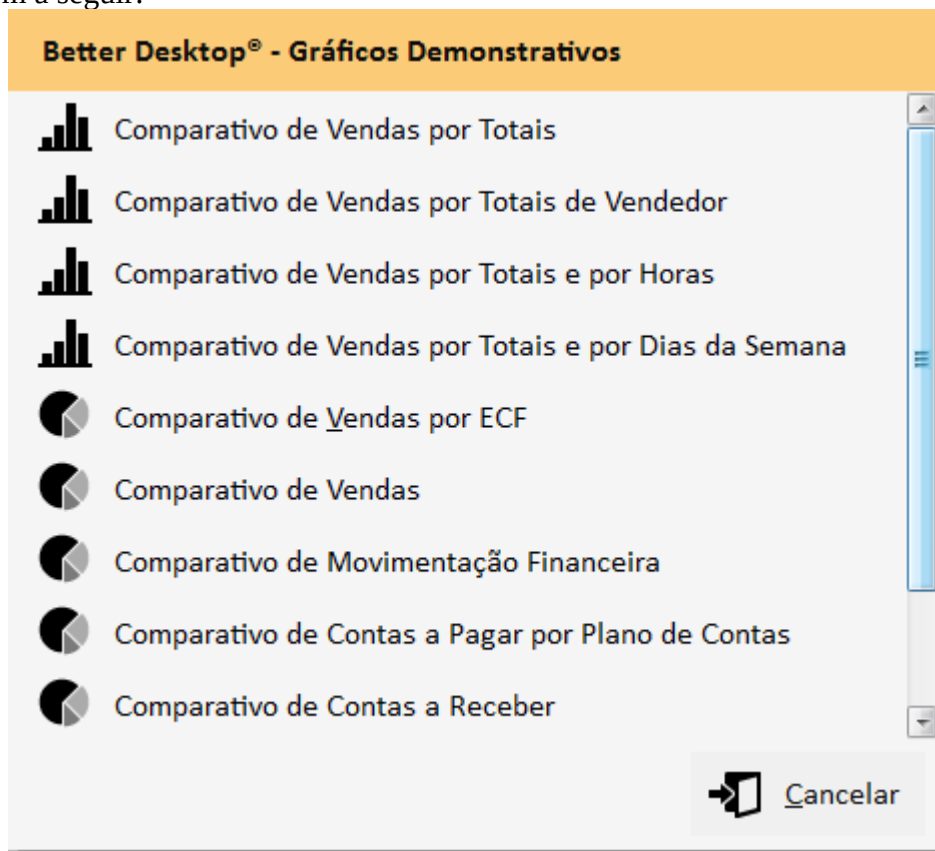 a seguir:
Better Desktop® - Gráficos Demonstrativos
Comparativo de Vendas por Totais
Comparativo de Vendas por Totais de Vendedor
Comparativo de Vendas por Totais e por Horas
Comparativo de Vendas por Totais e por Dias da Semana
Comparativo de Vendas por ECF
Comparativo de Vendas
Comparativo de Movimentação Financeira
Comparativo de Contas a Pagar por Plano de Contas
Comparativo de Contas a Receber
Cancelar